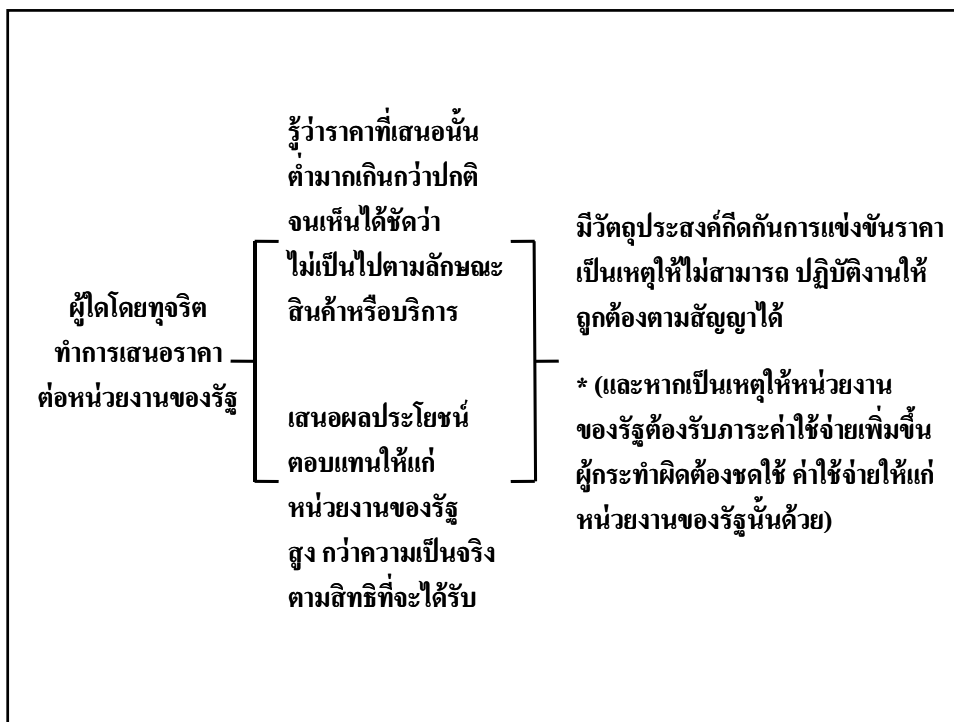 ผู้ใดโดยทุจริต
ทำการเสนอราคา
ต่อหน่วยงานของรัฐ
รู้ว่าราคาที่เสนอนั้น
ต่ำมากเกินกว่าปกติ
จนเห็นได้ชัดว่า
ไม่เป็นไปตามลักษณะ
สินค้าหรือบริการ
เสนอผลประโยชน์
ตอบแทนให้แก่
หน่วยงานของรัฐ
สูง กว่าความเป็นจริง
ตามสิทธิที่จะได้รับ
มีวัตถุประสงค์กีดกันการแข่งขันราคา
เป็นเหตุให้ไม่สามารถ ปฏิบัติงานให้
ถูกต้องตามสัญญาได้
* (และหากเป็นเหตุให้หน่วยงาน
ของรัฐต้องรับภาระค่าใช้จ่ายเพิ่มขึ้น
ผู้กระทำผิดต้องชดใช้ ค่าใช้จ่ายให้แก่
หน่วยงานของรัฐนั้นด้วย)